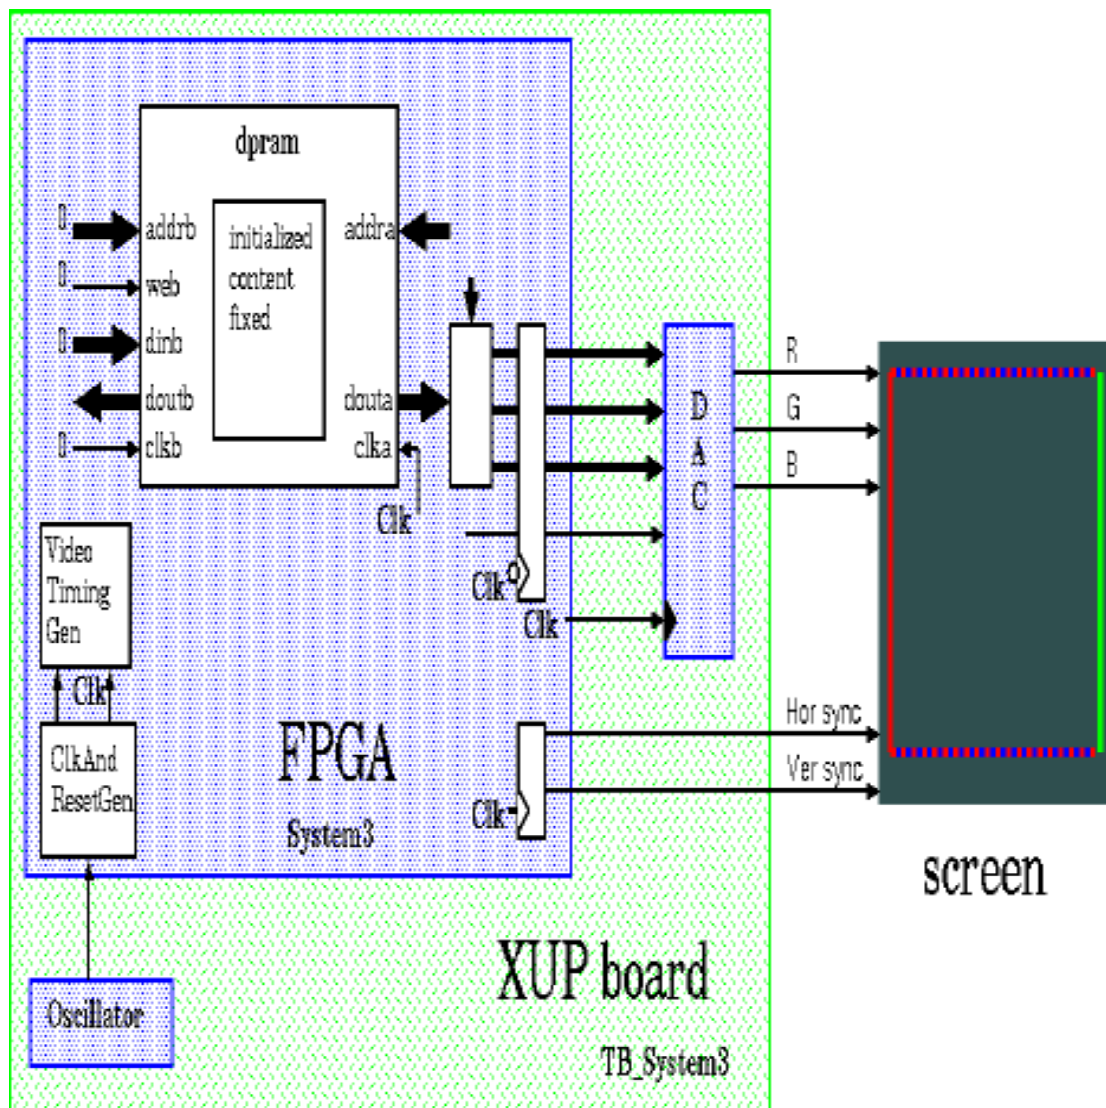 dpram
0
addrb
initialized
content
fixed
addra
0
web
0
dinb
doutb
douta
0
clkb
clka
Clk
R
G
B
D
A
C
Clk
Clk
Video
Timing
Gen
Clk
ClkAnd
ResetGen
FPGA
System3
Clk
Hor sync
Ver sync
screen
XUP board
Oscillator
TB_System3